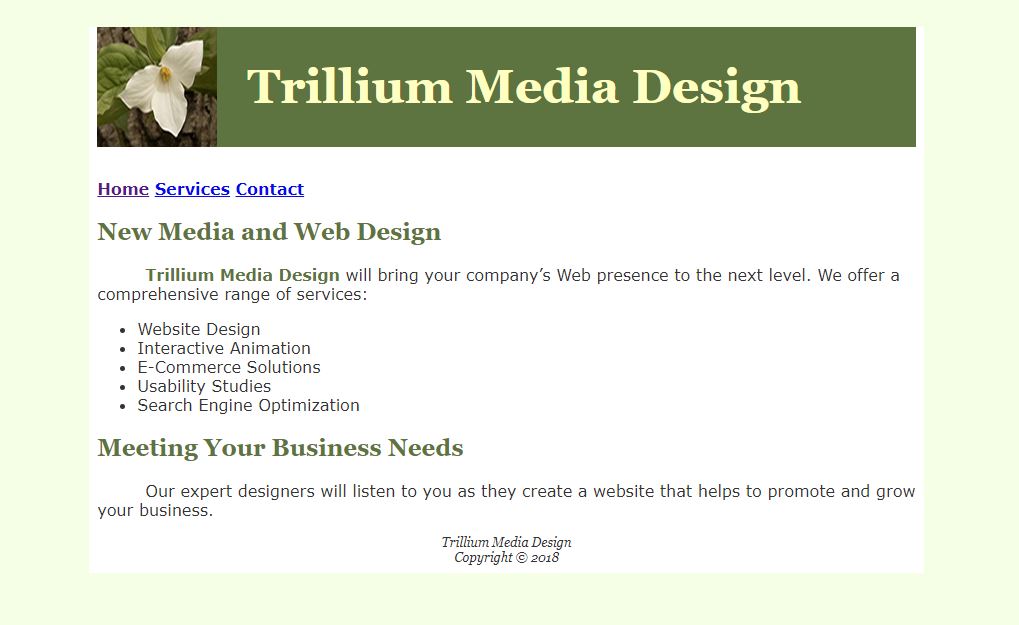 Trillium Media Design
Home Services Contact
New Media and Web Design
Trillium Media Design will bring your company’s Web presence to the next level. We offer a
comprehensive range of services:
• Website Design
• Interactive Animation
• E-Commerce Solutions
• Usability Studies
• Search Engine Optimization
Meeting Your Business Needs
Our expert designers will listen to you as they create a website that helps to promote and grow
your business.
Trillium Media Design
Copyright © 2018